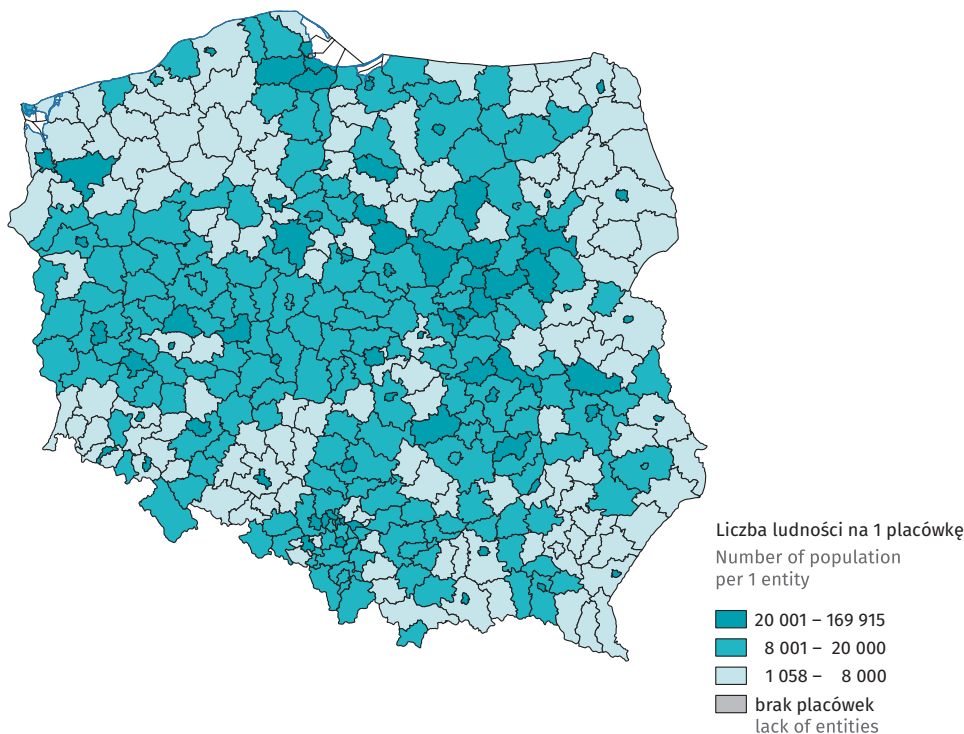 Liczba ludności na 1 placówkę
Number of population
per 1 entity
20 001 – 169 915
8 001 – 20 000
1 058 – 8 000
brak placówek
lack of entities